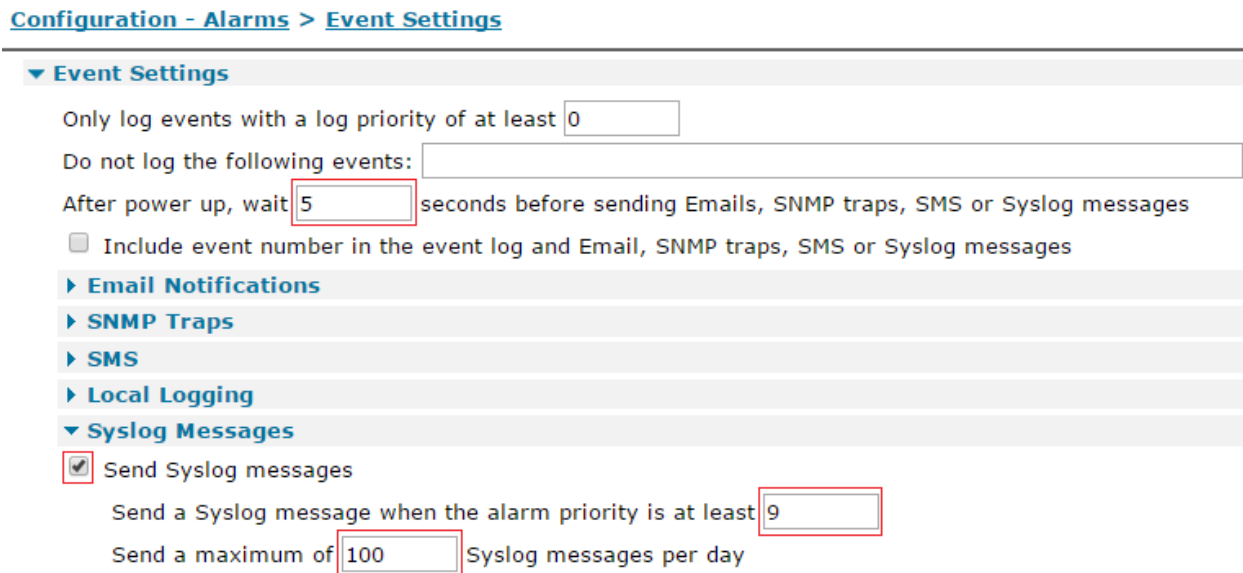 Configuration - Alarms > Event Settings
Event Settings
Only log events with a log priority of at least 0
Do not log the following events:
After power up, wait 5 seconds before sending Emails, SNMP traps, SMS or Syslog messages
Include event number in the event log and Email, SNMP traps, SMS or Syslog messages
Email Notifications
SNMP Traps
SMS
Local Logging
Syslog Messages
Send Syslog messages
Send a Syslog message when the alarm priority is at least 9
Send a maximum of 100 Syslog messages per day